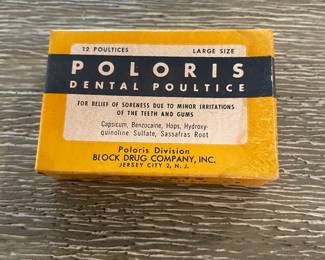 12 POULTICES LARGE SIZE
POLORIS
DENTAL POULTICE
FOR RELIEF OF SORENESS DUE TO MINOR IRRITATIONS
OF THE TEETH AND GUMS
Capsicum, Benzocaine, Hops, Hydroxy-
quinoline Sulfate, Sassafras Root
Poloris Division
BLOCK DRUG COMPANY, INC.
JERSEY CITY 2, N. J.